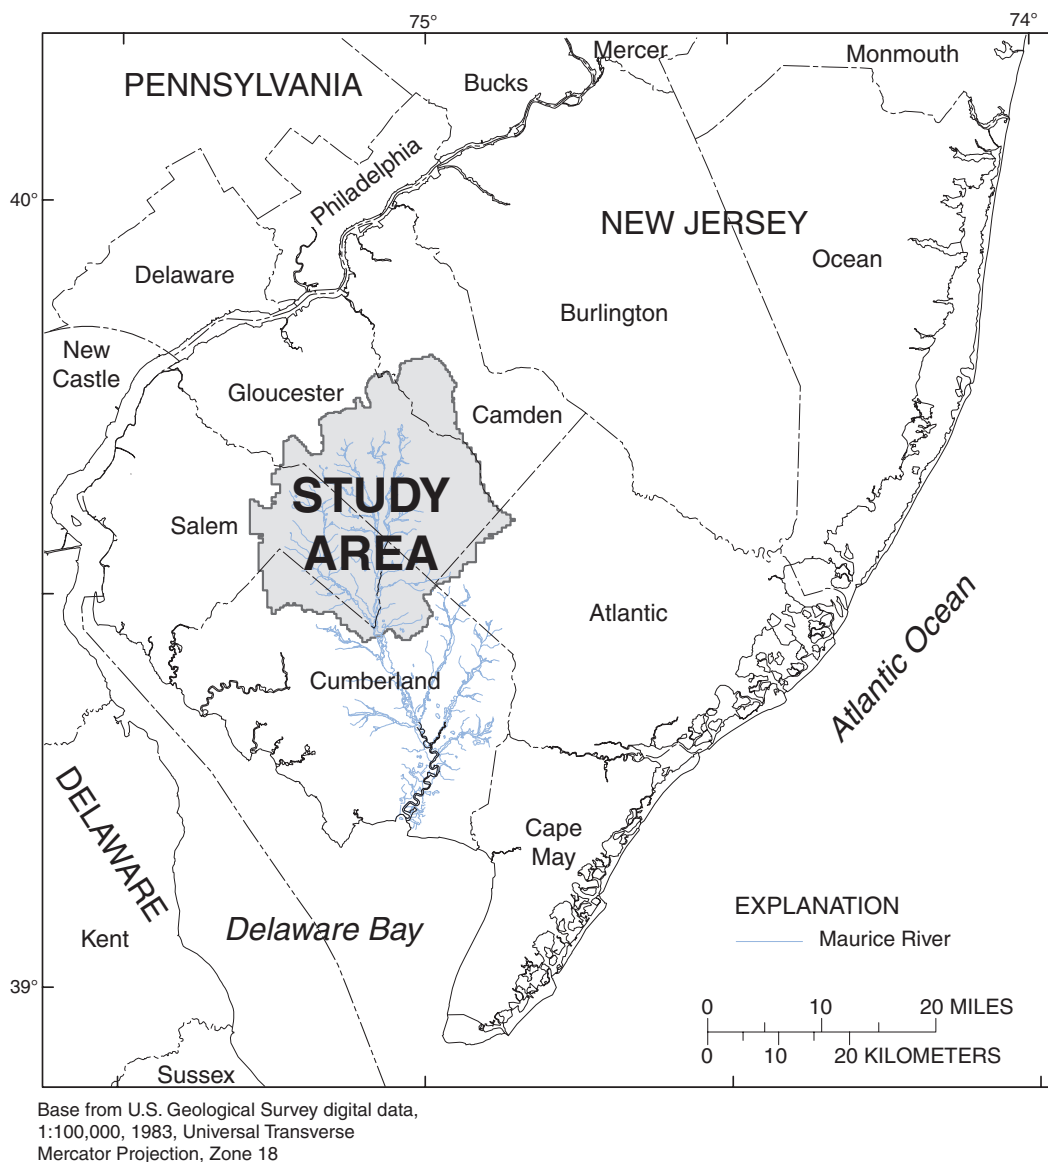 75°
74°
Mercer
Monmouth
PENNSYLVANIA
Bucks
Philadelphia
40°
NEW JERSEY
Ocean
Delaware
Burlington
New
Castle
Gloucester
Camden
STUDY
AREA
Salem
Atlantic
Atlantic Ocean
Cumberland
DELAWARE
Cape
May
Delaware Bay
Kent
EXPLANATION
Maurice River
39°
0 10 20 MILES
0 10 20 KILOMETERS
Sussex
Base from U.S. Geological Survey digital data,
1:100,000, 1983, Universal Transverse
Mercator Projection, Zone 18